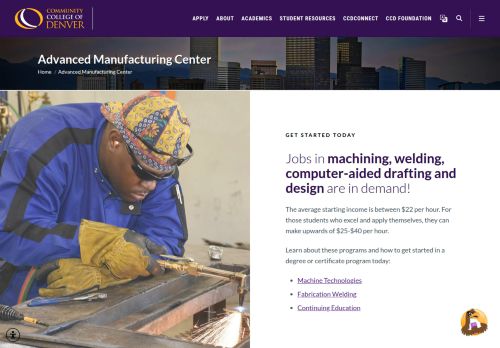 COMMUNITY
COLLEGE OF
DENVER
APPLY ABOUT ACADEMICS STUDENT RESOURCES CCDCONNECT CCD FOUNDATION
Advanced Manufacturing Center
Home / Advanced Manufacturing Center
GET STARTED TODAY
Jobs in machining, welding,
computer-aided drafting and
design are in demand!
The average starting income is between $22 per hour. For
those students who excel and apply themselves, they can
make upwards of $25-$40 per hour.
Learn about these programs and how to get started in a
degree or certificate program today:
Machine Technologies
Fabrication Welding
Continuing Education